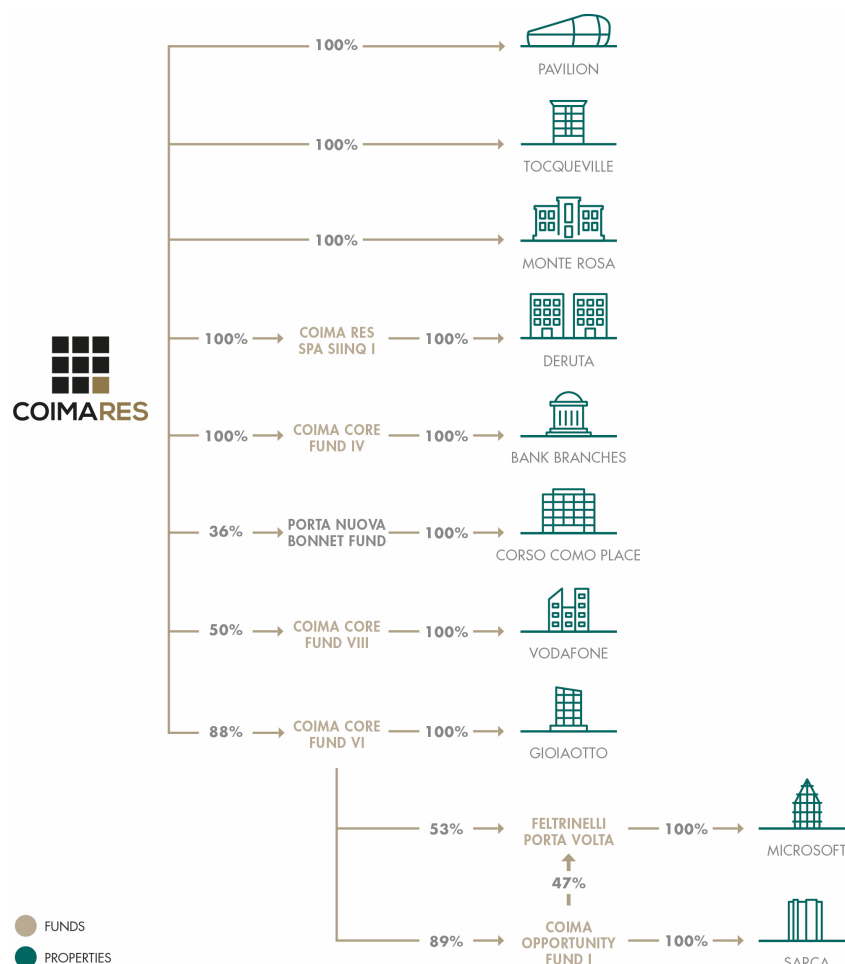 100%
PAVILION
100%
TOCQUEVILLE
100%
MONTE ROSA
COIMARES
100%
COIMA RES
SPA SIINQ I
100%
DERUTA
100%
COIMA CORE
FUND IV
100%
BANK BRANCHES
36%
PORTA NUOVA
BONNET FUND
100%
CORSO COMO PLACE
50%
COIMA CORE
FUND VIII
100%
VODAFONE
88%
COIMA CORE
FUND VI
100%
GIOIAOTTO
53%
FELTRINELLI
PORTA VOLTA
100%
MICROSOFT
47%
89%
COIMA
OPPORTUNITY
FUND I
100%
SARCA
FUNDS
PROPERTIES